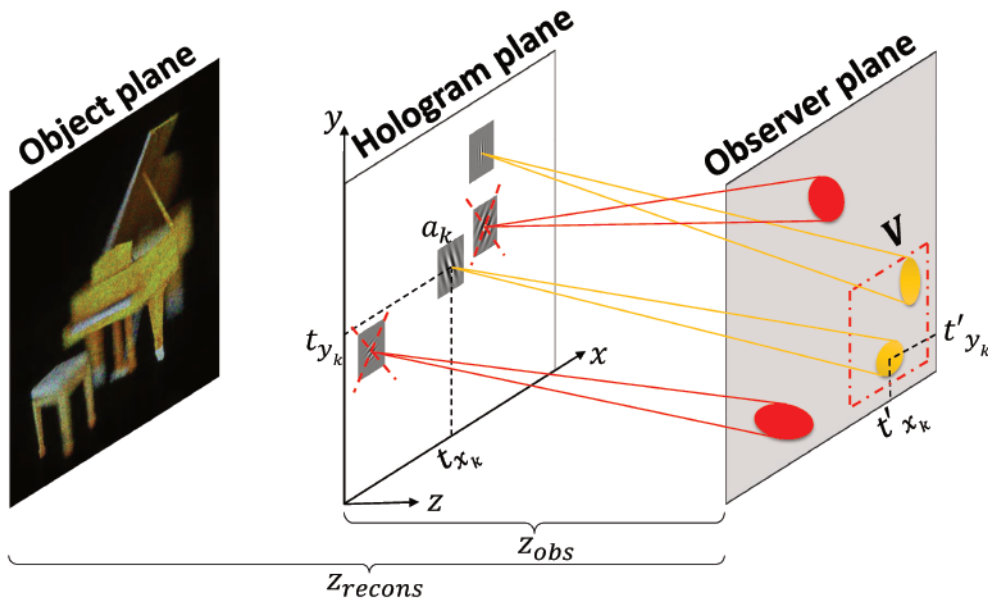 Object plane
Hologram plane
Observer plane
y
a_k
V
t_{y_k}
x
t'_{y_k}
t'_{x_k}
t_{x_k}
z
z_{obs}
z_{recons}